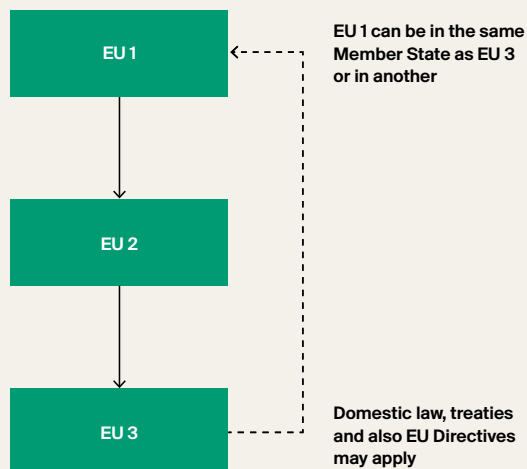 EU 1
EU 1 can be in the same
Member State as EU 3
or in another
EU 2
EU 3
Domestic law, treaties
and also EU Directives
may apply